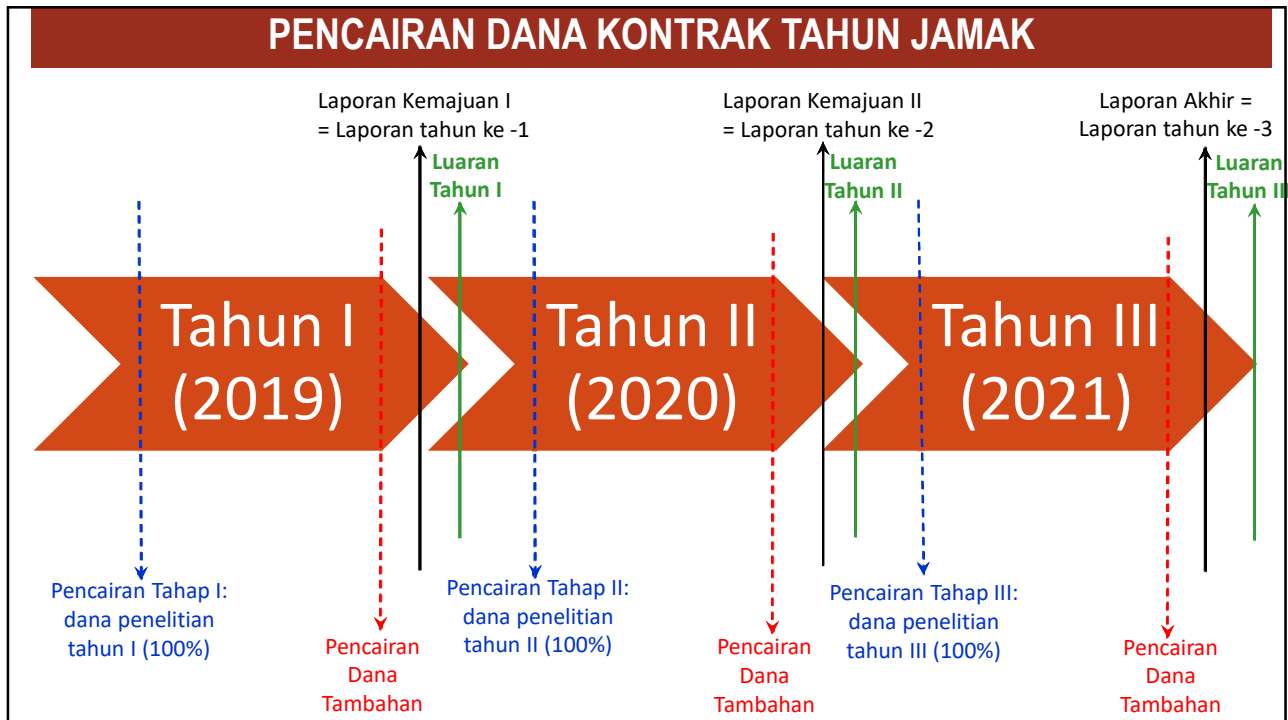 PENCAIRAN DANA KONTRAK TAHUN JAMAK
Laporan Kemajuan I
= Laporan tahun ke -1
Luaran
Tahun I
Laporan Kemajuan II
= Laporan tahun ke -2
Luaran
Tahun II
Laporan Akhir =
Laporan tahun ke -3
Luaran
Tahun II
Tahun I
(2019)
Tahun II
(2020)
Tahun III
(2021)
Pencairan Tahap I:
dana penelitian
tahun I (100%)
Pencairan
Dana
Tambahan
Pencairan Tahap II:
dana penelitian
tahun II (100%)
Pencairan
Dana
Tambahan
Pencairan Tahap III:
dana penelitian
tahun III (100%)
Pencairan
Dana
Tambahan